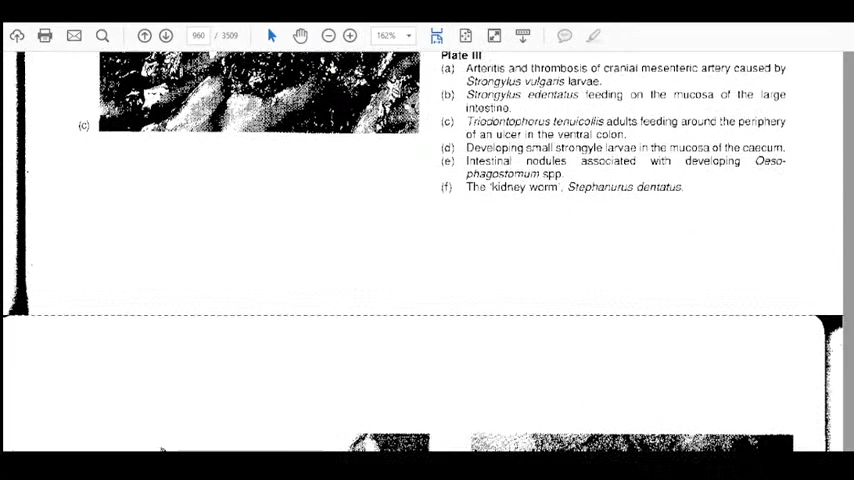 960 / 3509
162%
Plate III
(a) Arteritis and thrombosis of cranial mesenteric artery caused by
Strongylus vulgaris larvae.
(b) Strongylus edentatus feeding on the mucosa of the large
intestine.
(c)
(c) Triodontophorus tenuicollis adults feeding around the periphery
of an ulcer in the ventral colon.
(d) Developing small strongyle larvae in the mucosa of the caecum.
(e) Intestinal nodules associated with developing Oeso-
phagostomum spp.
(f) The 'kidney worm', Stephanurus dentatus.